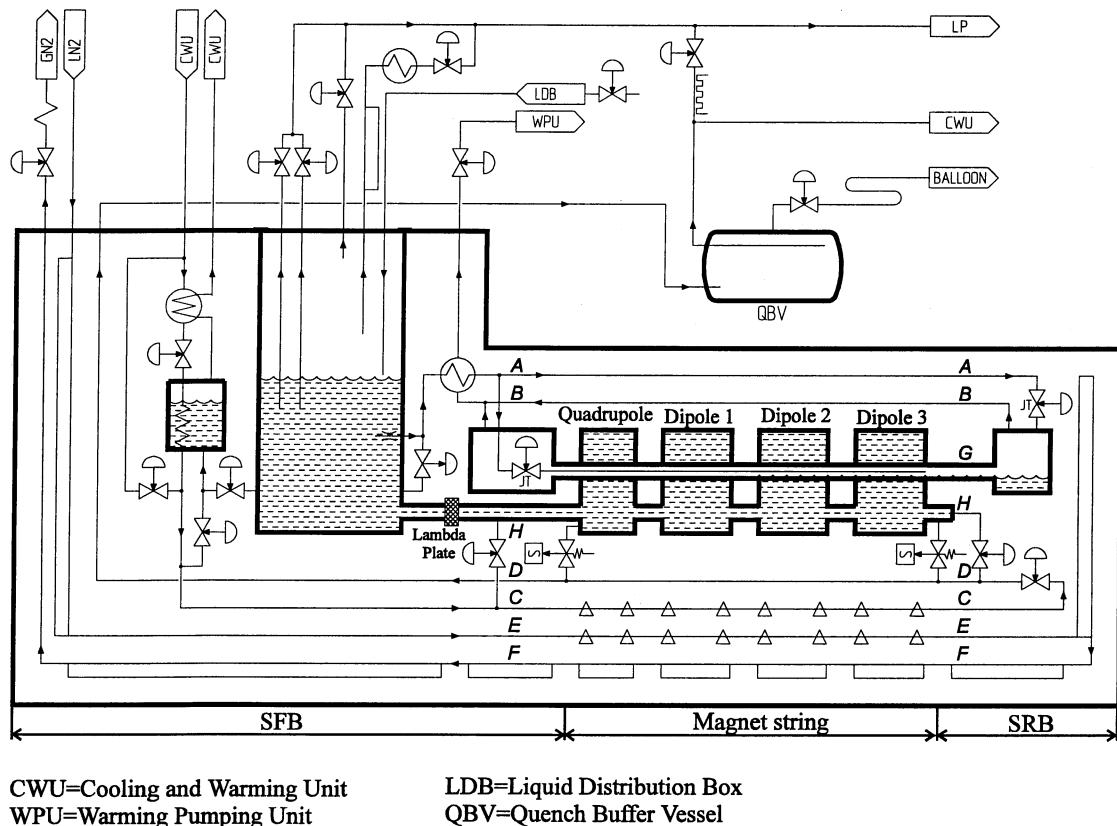 GN2
LN2
CWU
CWU
LP
LDB
WPU
CWU
BALLOON
QBV
A
A
B
B
JT
Quadrupole
Dipole 1
Dipole 2
Dipole 3
G
JT
H
H
Lambda
Plate
S
S
D
D
C
C
E
E
F
F
SFB
Magnet string
SRB
CWU=Cooling and Warming Unit
LDB=Liquid Distribution Box
WPU=Warming Pumping Unit
QBV=Quench Buffer Vessel